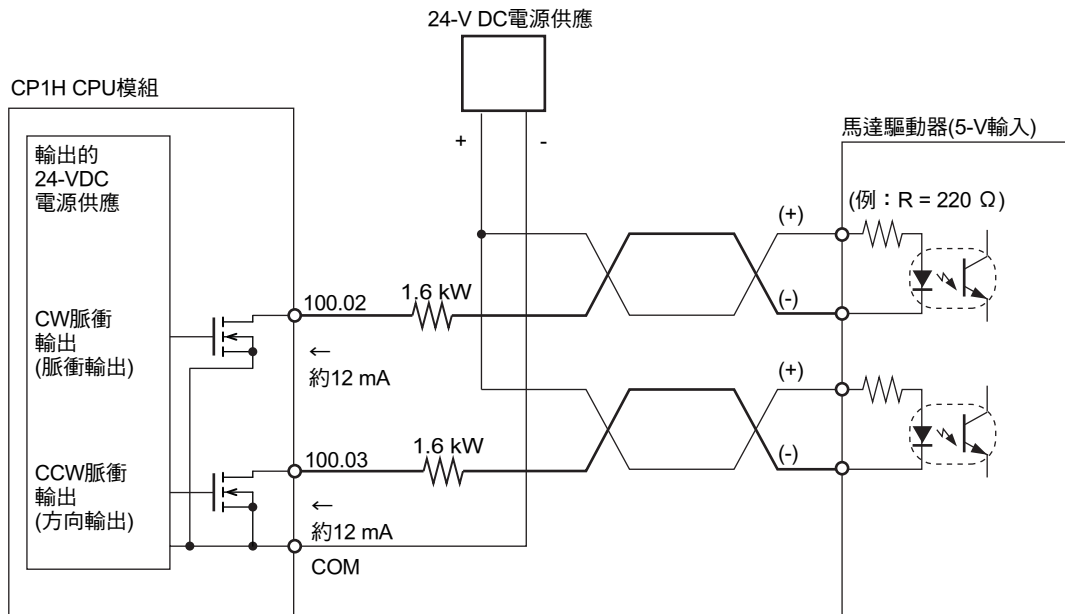 24-V DC電源供應
CP1H CPU模組
馬達驅動器(5-V輸入)
輸出的
24-VDC
電源供應
+
-
(例：R = 220 Ω)
(+)
100.02
1.6 kW
(-)
CW脈衝
輸出
(脈衝輸出)
←
約12 mA
(+)
100.03
1.6 kW
(-)
CCW脈衝
輸出
(方向輸出)
←
約12 mA
COM